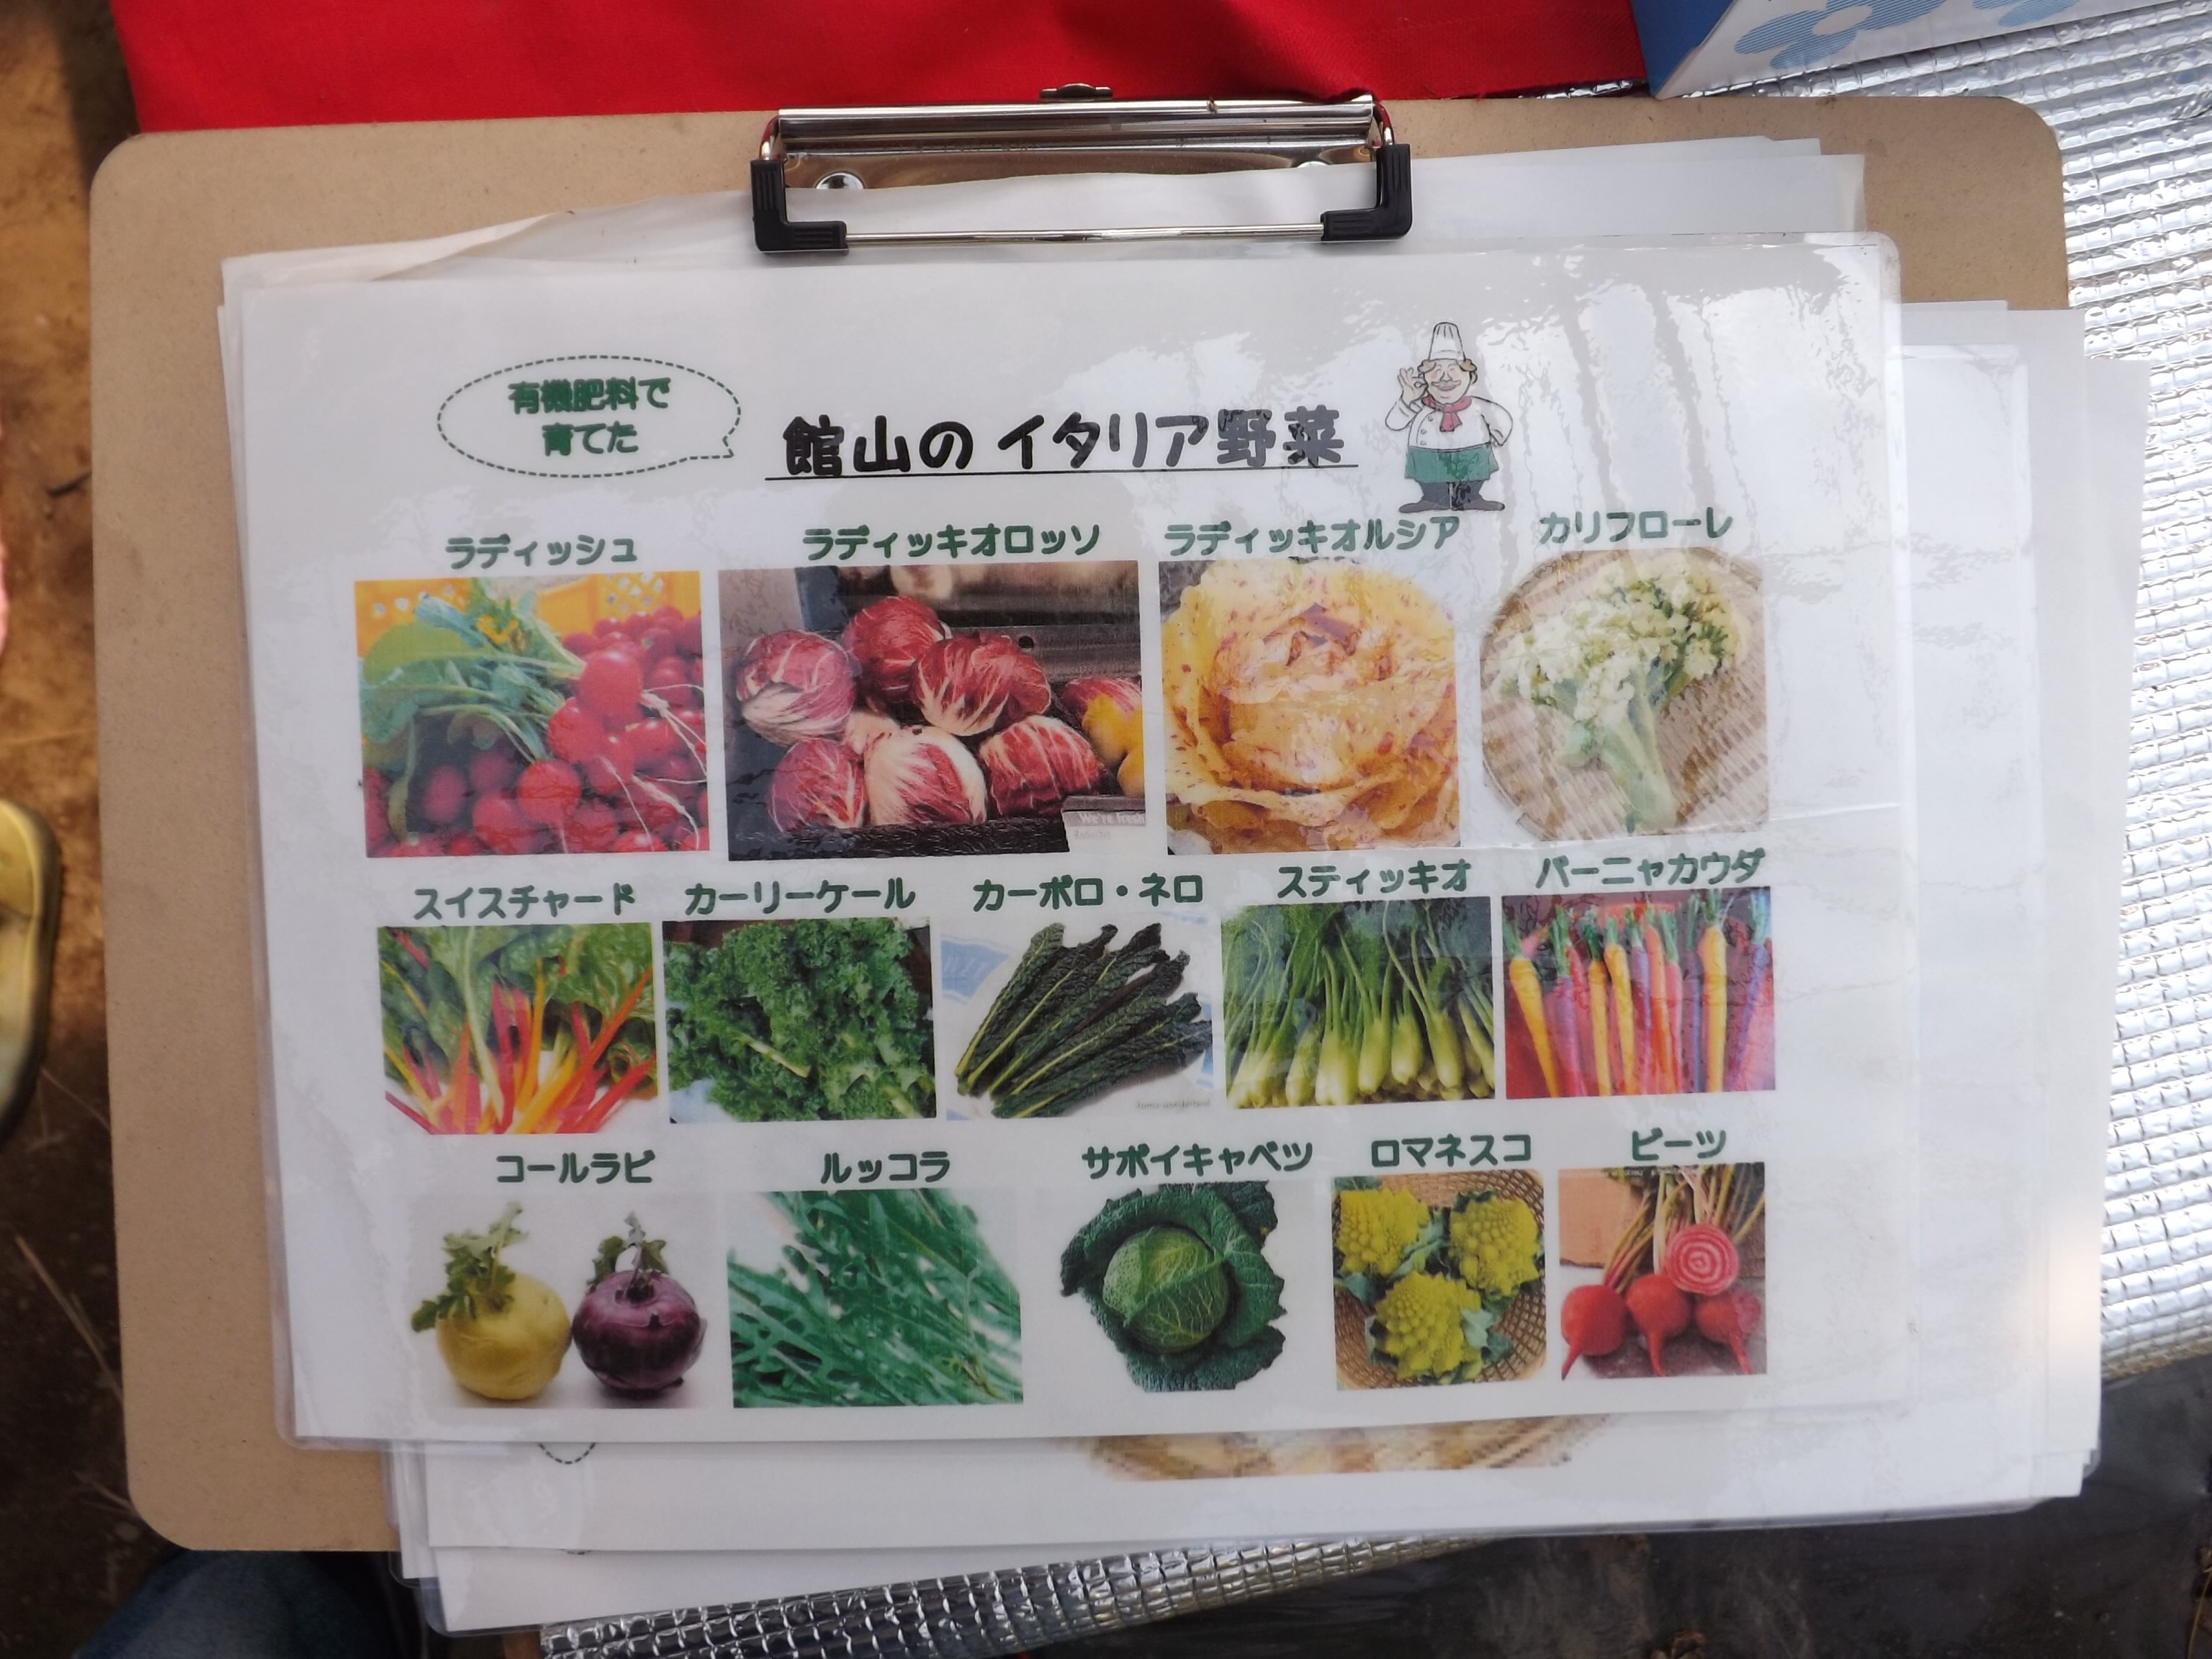 有機肥料で
育てた
館山のイタリア野菜
ラディッシュ
ラディッキオロッソ
ラディッキオルシア
カリフローレ
We're fresh
スイスチャード
カーリーケール
カーボロ・ネロ
スティッキオ
バーニャカウダ
コールラビ
ルッコラ
サボイキャベツ
ロマネスコ
ビーツ